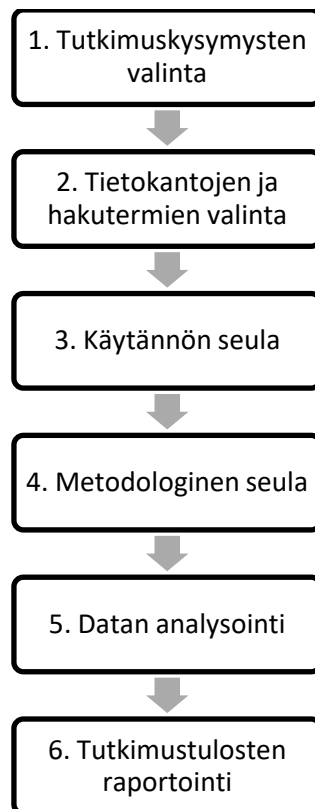 1. Tutkimuskysymysten
valinta
2. Tietokantojen ja
hakutermien valinta
3. Käytännön seula
4. Metodologinen seula
5. Datan analysointi
6. Tutkimustulosten
raportointi